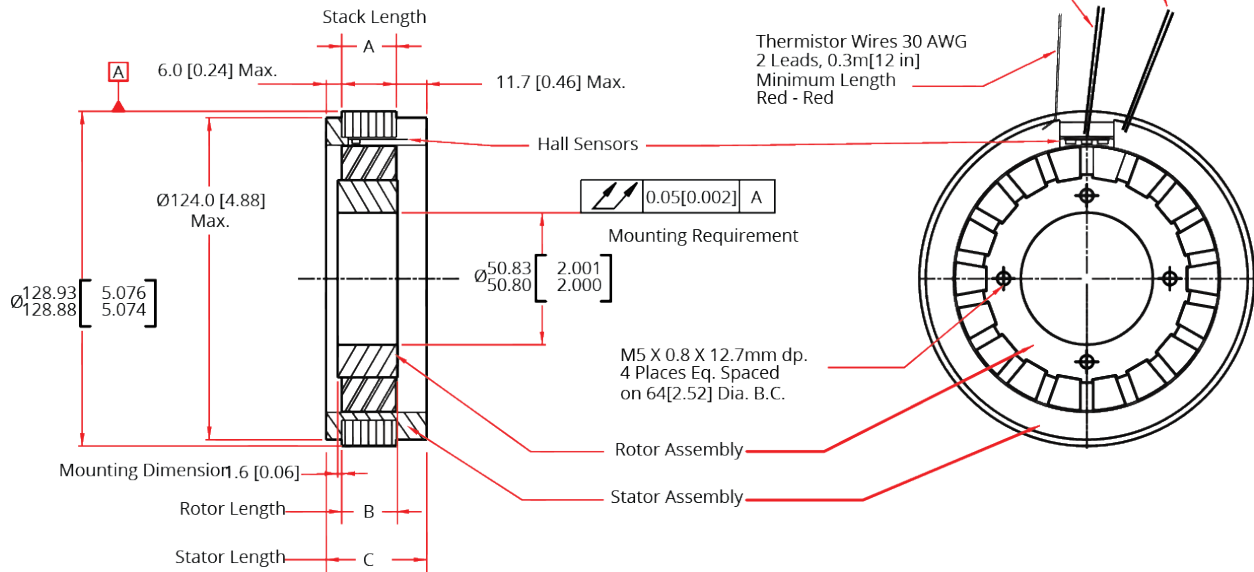 Stack Length
A
A
6.0 [0.24] Max.
11.7 [0.46] Max.
Thermistor Wires 30 AWG
2 Leads, 0.3m[12 in]
Minimum Length
Red - Red
Hall Sensors
Ø124.0 [4.88]
Max.
0.05[0.002] A
Mounting Requirement
Ø128.93 [5.076
128.88 5.074]
Ø50.83 [2.001
50.80 2.000]
M5 X 0.8 X 12.7mm dp.
4 Places Eq. Spaced
on 64[2.52] Dia. B.C.
Rotor Assembly
Mounting Dimension 1.6 [0.06]
Stator Assembly
Rotor Length
B
Stator Length
C